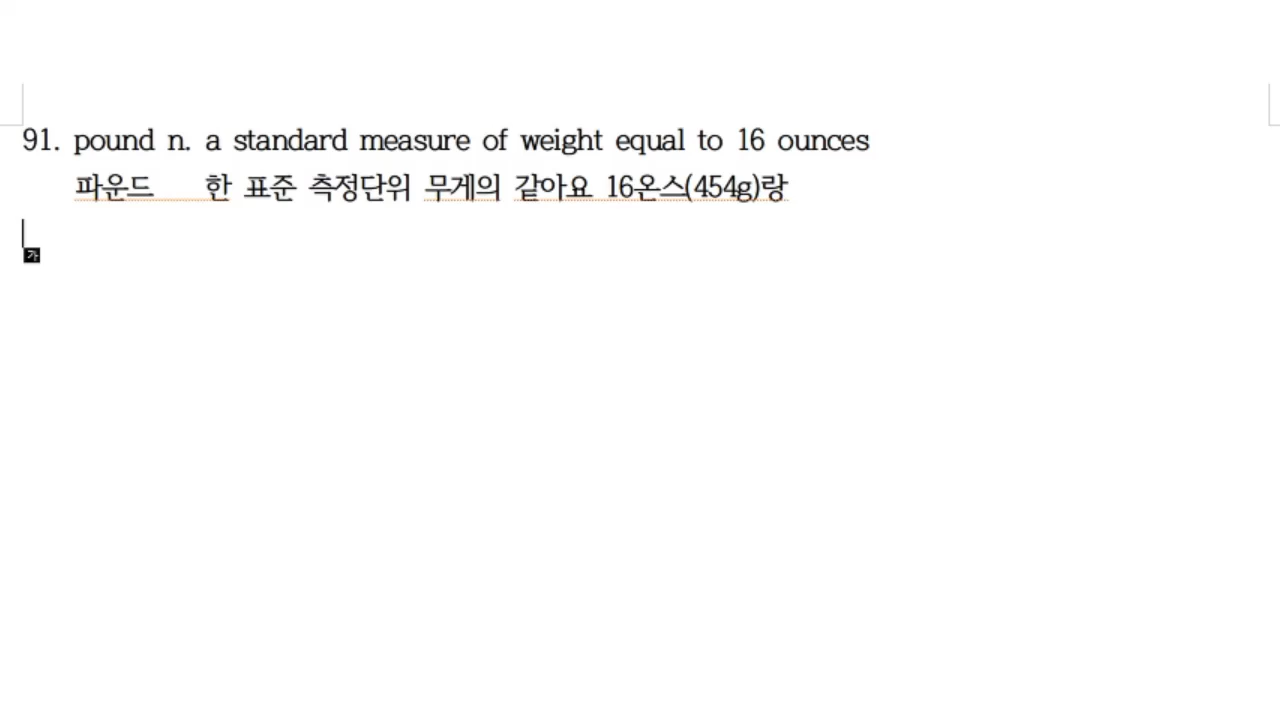 91. pound n. a standard measure of weight equal to 16 ounces
파운드 한 표준 측정단위 무게의 같아요 16온스(454g)랑
가